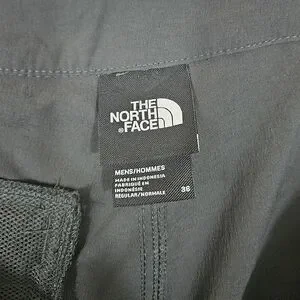 THE
NORTH
FACE
MENS/HOMMES
MADE IN INDONESIA
FABRIQUÉ EN
INDONÉSIE
REGULAR/NORMALE 36